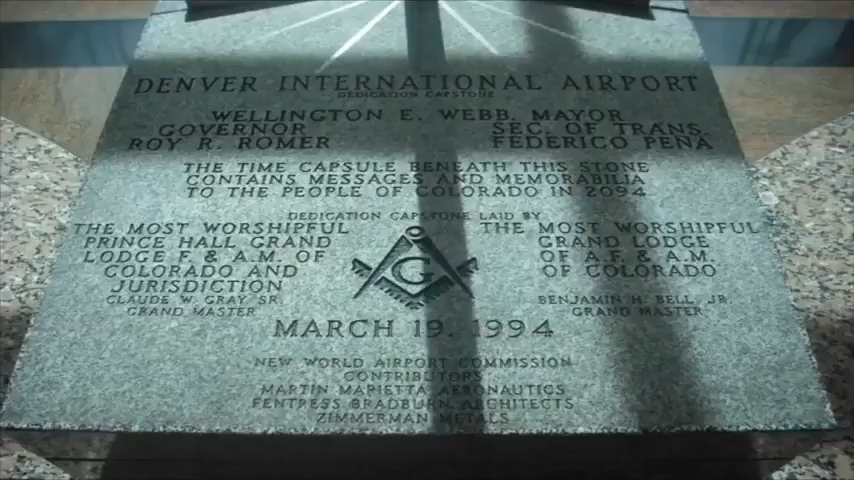 DENVER INTERNATIONAL AIRPORT
DEDICATION CAPSTONE
WELLINGTON E. WEBB. MAYOR
GOVERNOR
ROY R. ROMER
SEC. OF TRANS.
FEDERICO PEÑA
THE TIME CAPSULE BENEATH THIS STONE
CONTAINS MESSAGES AND MEMORABILIA
TO THE PEOPLE OF COLORADO IN 2094
DEDICATION CAPSTONE LAID BY
THE MOST WORSHIPFUL
PRINCE HALL GRAND
LODGE F. & A.M. OF
COLORADO AND
JURISDICTION
CLAUDE W. GRAY SR.
GRAND MASTER
G
THE MOST WORSHIPFUL
GRAND LODGE
OF A.F. & A.M.
OF COLORADO
BENJAMIN H. BELL, JR.
GRAND MASTER
MARCH 19. 1994
NEW WORLD AIRPORT COMMISSION
CONTRIBUTORS
MARTIN MARIETTA AERONAUTICS
FENTRESS BRADBURN ARCHITECTS
ZIMMERMAN METALS